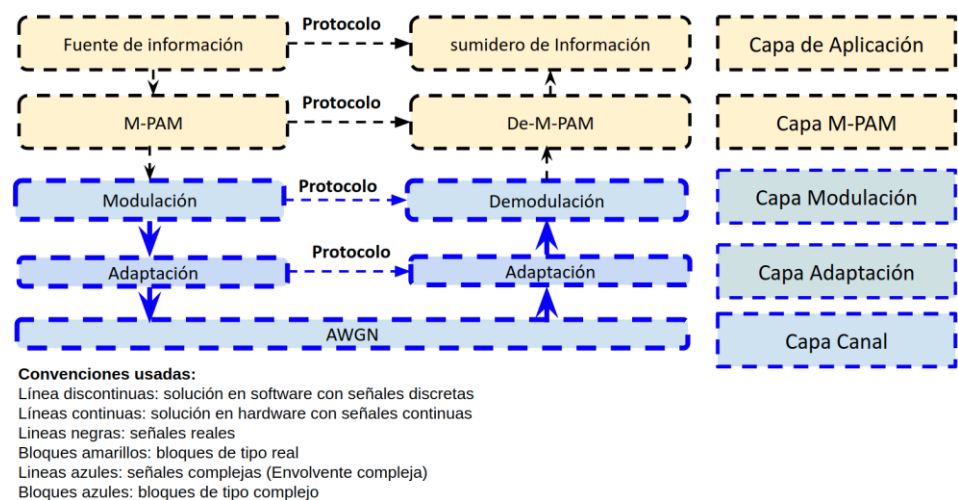 Fuente de información
Protocolo
sumidero de Información
Capa de Aplicación
M-PAM
Protocolo
De-M-PAM
Capa M-PAM
Modulación
Protocolo
Demodulación
Capa Modulación
Adaptación
Protocolo
Adaptación
Capa Adaptación
AWGN
Capa Canal
Convenciones usadas:
Línea discontinuas: solución en software con señales discretas
Líneas continuas: solución en hardware con señales continuas
Lineas negras: señales reales
Bloques amarillos: bloques de tipo real
Lineas azules: señales complejas (Envolvente compleja)
Bloques azules: bloques de tipo complejo